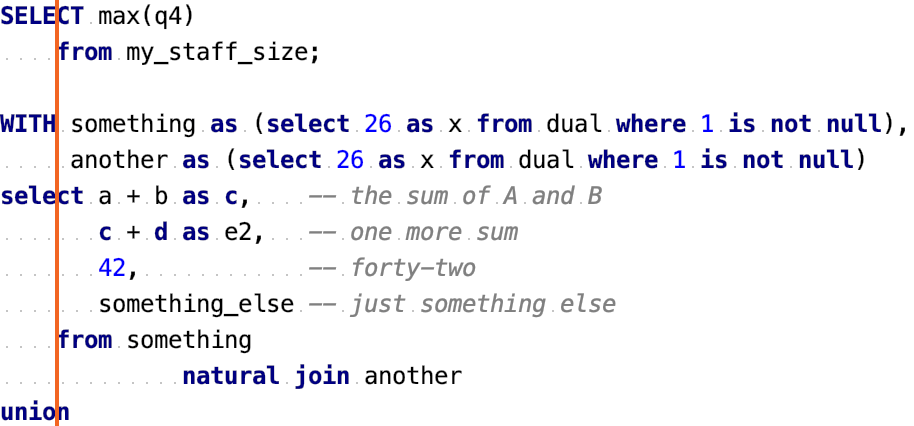 SELECT max(q4)
    from my_staff_size;

WITH something as (select 26 as x from dual where 1 is not null),
     another as (select 26 as x from dual where 1 is not null)
select a + b as c,    -- the sum of A and B
       c + d as e2,   -- one more sum
       42,            -- forty-two
       something_else -- just something else
    from something
             natural join another
union